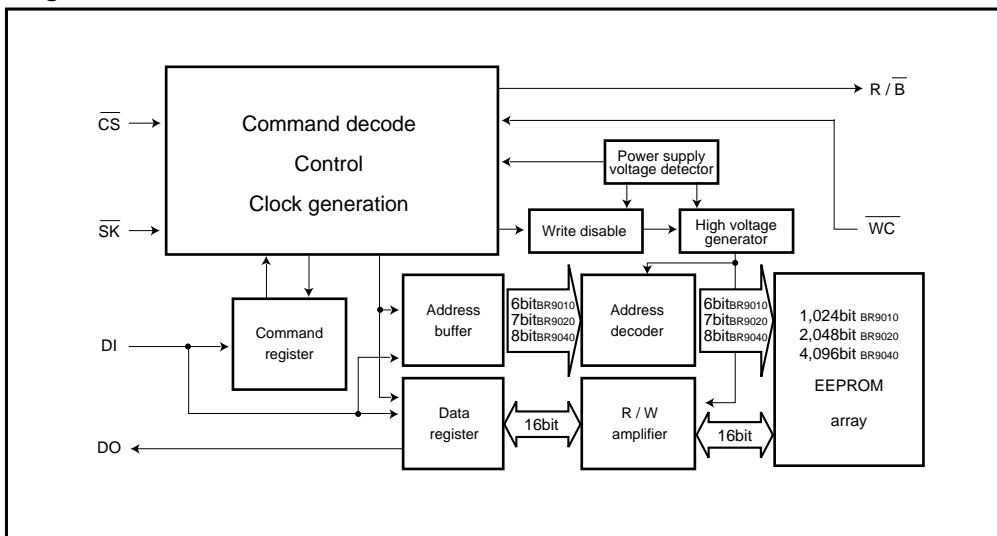 R / B
CS
Command decode
Control
Clock generation
Power supply
voltage detector
SK
Write disable
High voltage
generator
WC
Address
buffer
6bitBR9010
7bitBR9020
8bitBR9040
Address
decoder
6bitBR9010
7bitBR9020
8bitBR9040
1,024bit BR9010
2,048bit BR9020
4,096bit BR9040
EEPROM
array
DI
Command
register
Data
register
16bit
R / W
amplifier
16bit
DO